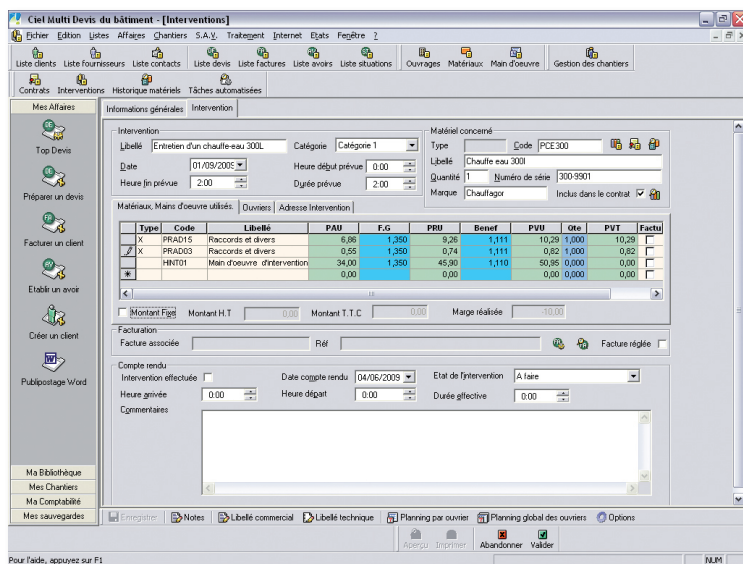 Ciel Multi Devis du bâtiment - [Interventions]
Fichier Edition Listes Affaires Chantiers S.A.V. Traitement Internet Etats Fenêtre ?
Liste clients Liste fournisseurs Liste contacts Liste devis Liste factures Liste avoirs Liste situations Ouvrages Matériaux Main d'oeuvre Gestion des chantiers
Contrats Interventions Historique matériels Tâches automatisées
Mes Affaires
Top Devis
Préparer un devis
Facturer un client
Etablir un avoir
Créer un client
Publipostage Word
Ma Bibliothèque
Mes Chantiers
Ma Comptabilité
Mes sauvegardes
Informations générales Intervention
Intervention
Libellé Entretien d'un chauffe-eau 300L Catégorie Catégorie 1
Date 01/09/2009 Heure début prévue 0:00
Heure fin prévue 2:00 Durée prévue 2:00
Matériel concerné
Type Code PCE300
Libellé Chauffe eau 300l
Quantité 1 Numéro de série 300-9901
Marque Chauffagor Inclus dans le contrat
Matériaux, Mains d'oeuvre utilisés. Ouvriers Adresse Intervention
Type Code Libellé PAU F.G PRU Benef PVU Qte PVT Factu
X PRAD15 Raccords et divers 6,86 1,350 9,26 1,111 10,29 1,000 10,29
X PRAD03 Raccords et divers 0,55 1,350 0,74 1,111 0,82 1,000 0,82
HINT01 Main d'oeuvre d'intervention 34,00 1,350 45,90 1,110 50,95 0,000 0,00
0,00 0,00 0,00 0,000 0,00
Montant Fixe Montant H.T 0,00 Montant T.T.C 0,00 Marge réalisée -10,00
Facturation
Facture associée Réf Facture réglée
Compte rendu
Intervention effectuée Date compte rendu 04/06/2009 Etat de l'intervention A faire
Heure arrivée 0:00 Heure départ 0:00 Durée effective 0:00
Commentaires
Enregistrer Notes Libellé commercial Libellé technique Planning par ouvrier Planning global des ouvriers Options
Aperçu Imprimer Abandonner Valider
Pour l'aide, appuyez sur F1 NUM